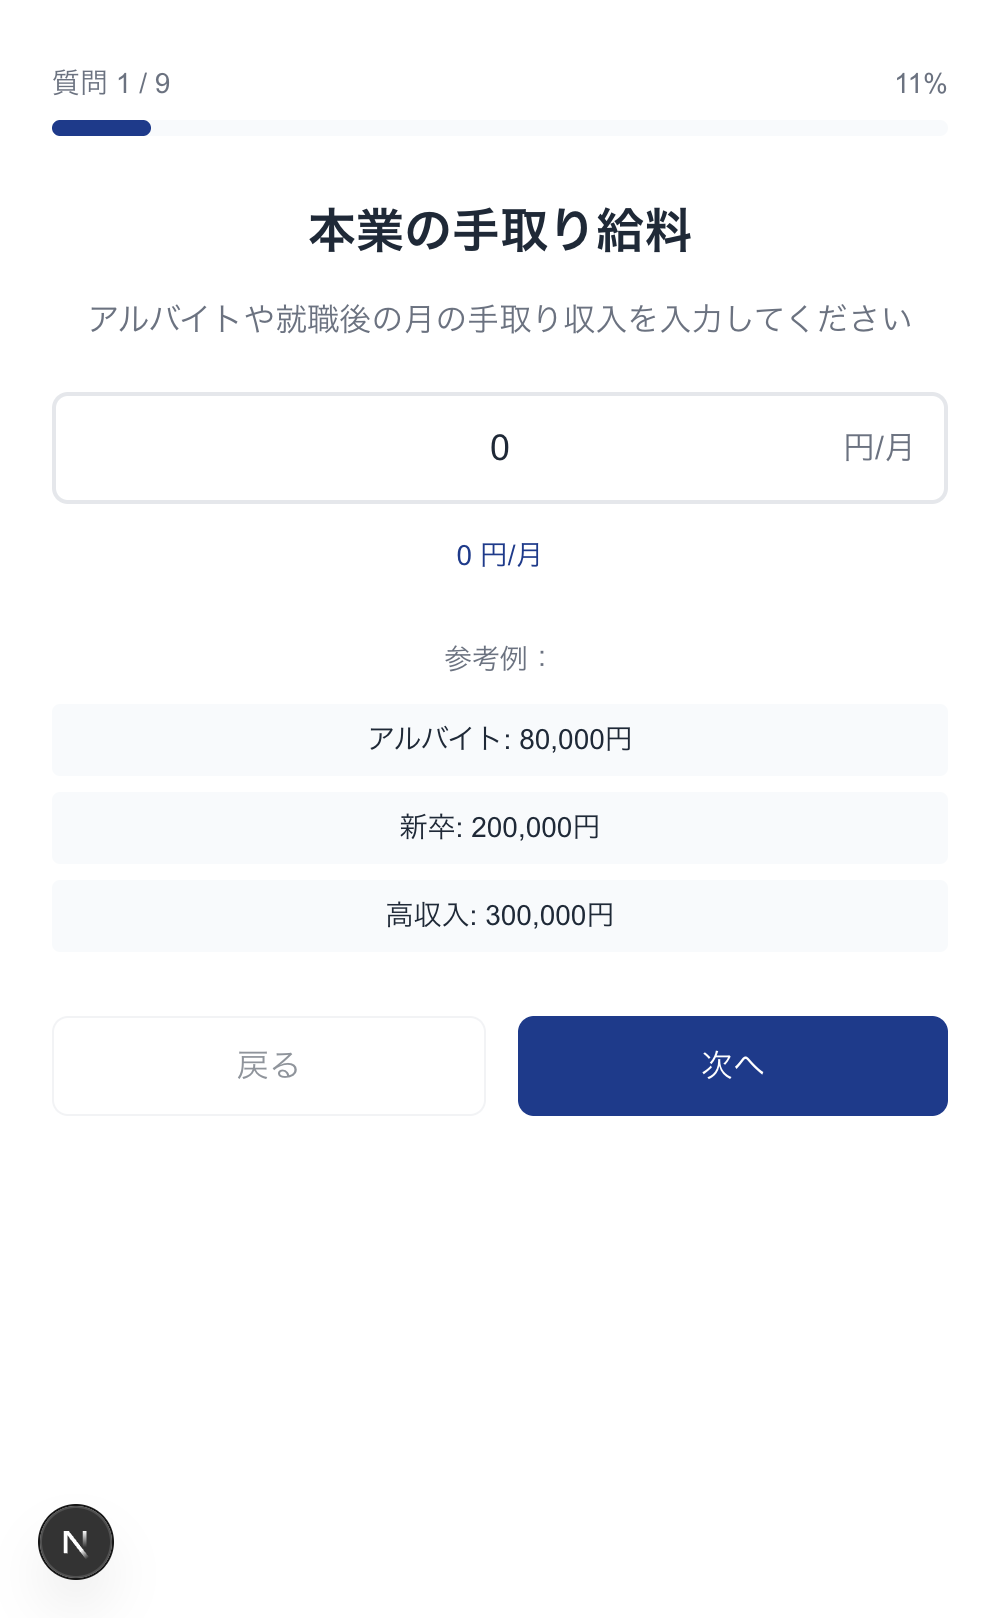 質問 1 / 9
11%
本業の手取り給料
アルバイトや就職後の月の手取り収入を入力してください
0
円/月
0 円/月
参考例：
アルバイト: 80,000円
新卒: 200,000円
高収入: 300,000円
戻る
次へ
N